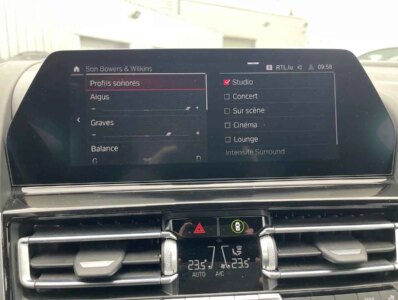 Son Bowers & Wilkins
RTL.lu
09:58
Profils sonores
Aigus
Graves
Balance
G
D
Studio
Concert
Sur scène
Cinéma
Lounge
Intensité Surround
23.5°
23.5°
AUTO
A/C